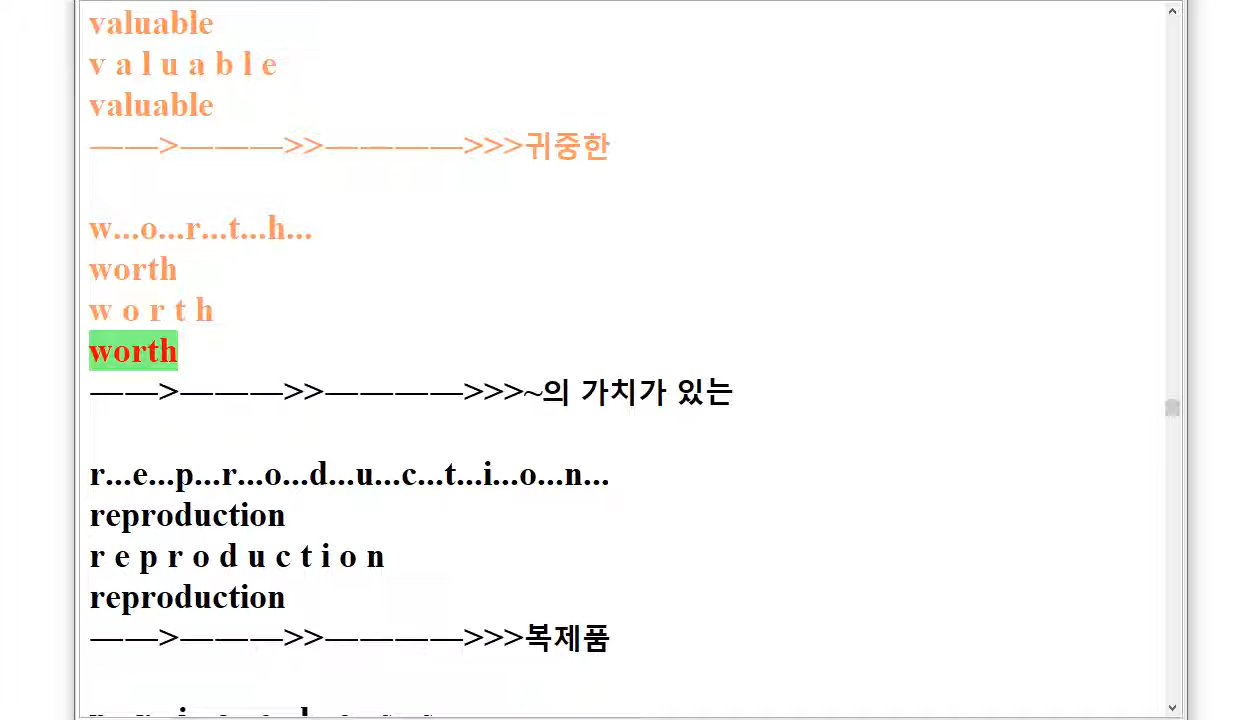 valuable
v a l u a b l e
valuable
——>———>>————>>>귀중한
w...o...r...t...h...
worth
w o r t h
worth
——>———>>————>>>~의 가치가 있는
r...e...p...r...o...d...u...c...t...i...o...n...
reproduction
r e p r o d u c t i o n
reproduction
——>———>>————>>>복제품